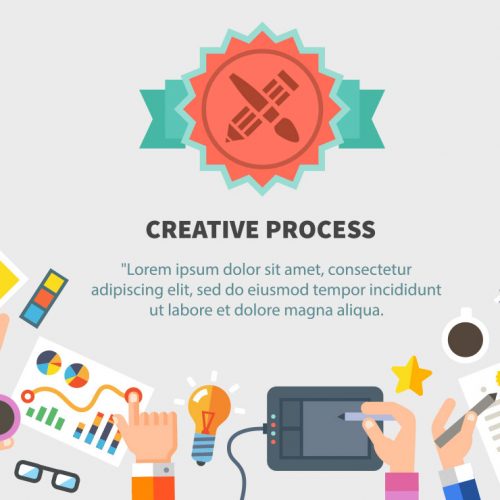 CREATIVE PROCESS
"Lorem ipsum dolor sit amet, consectetur
adipiscing elit, sed do eiusmod tempor incididunt
ut labore et dolore magna aliqua.